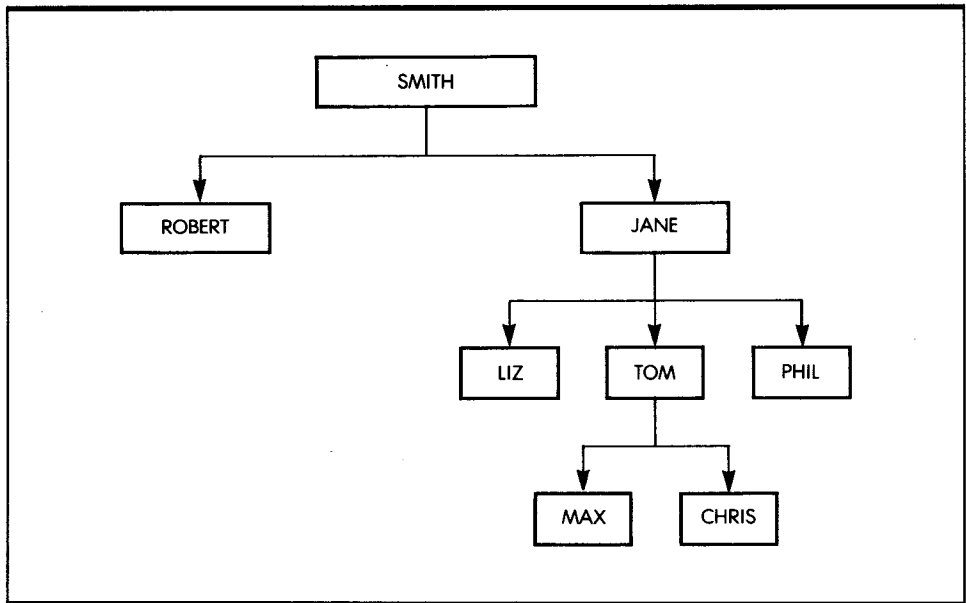 SMITH
ROBERT
JANE
LIZ
TOM
PHIL
MAX
CHRIS